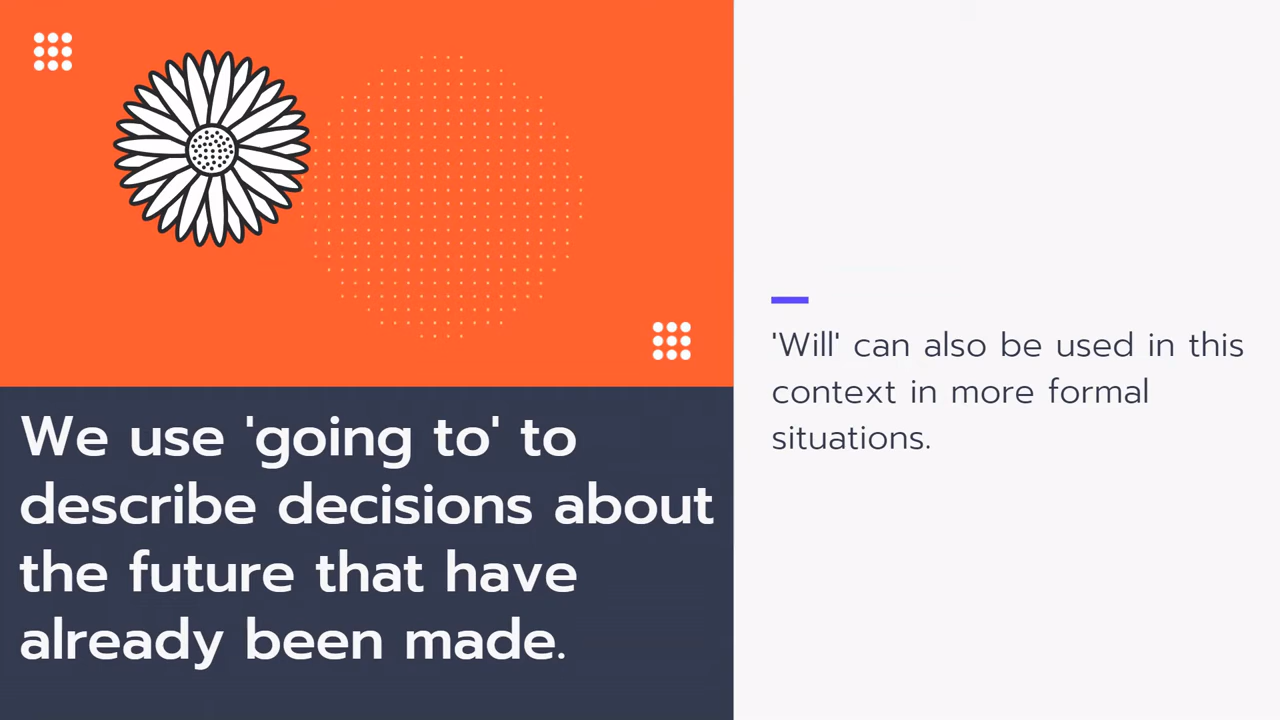 We use 'going to' to
describe decisions about
the future that have
already been made.
'Will' can also be used in this
context in more formal
situations.